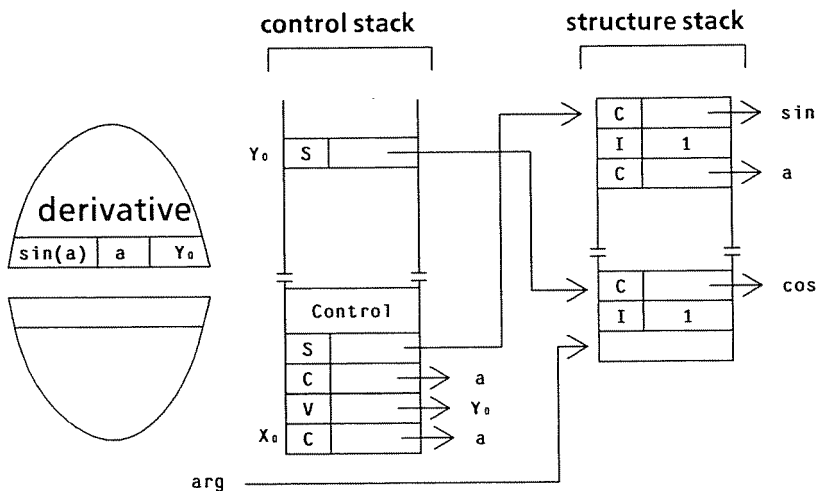 control stack
structure stack
C sin
I 1
C a
Y₀ S
derivative
sin(a) a Y₀
C cos
I 1
Control
S
C a
V Y₀
X₀ C a
arg